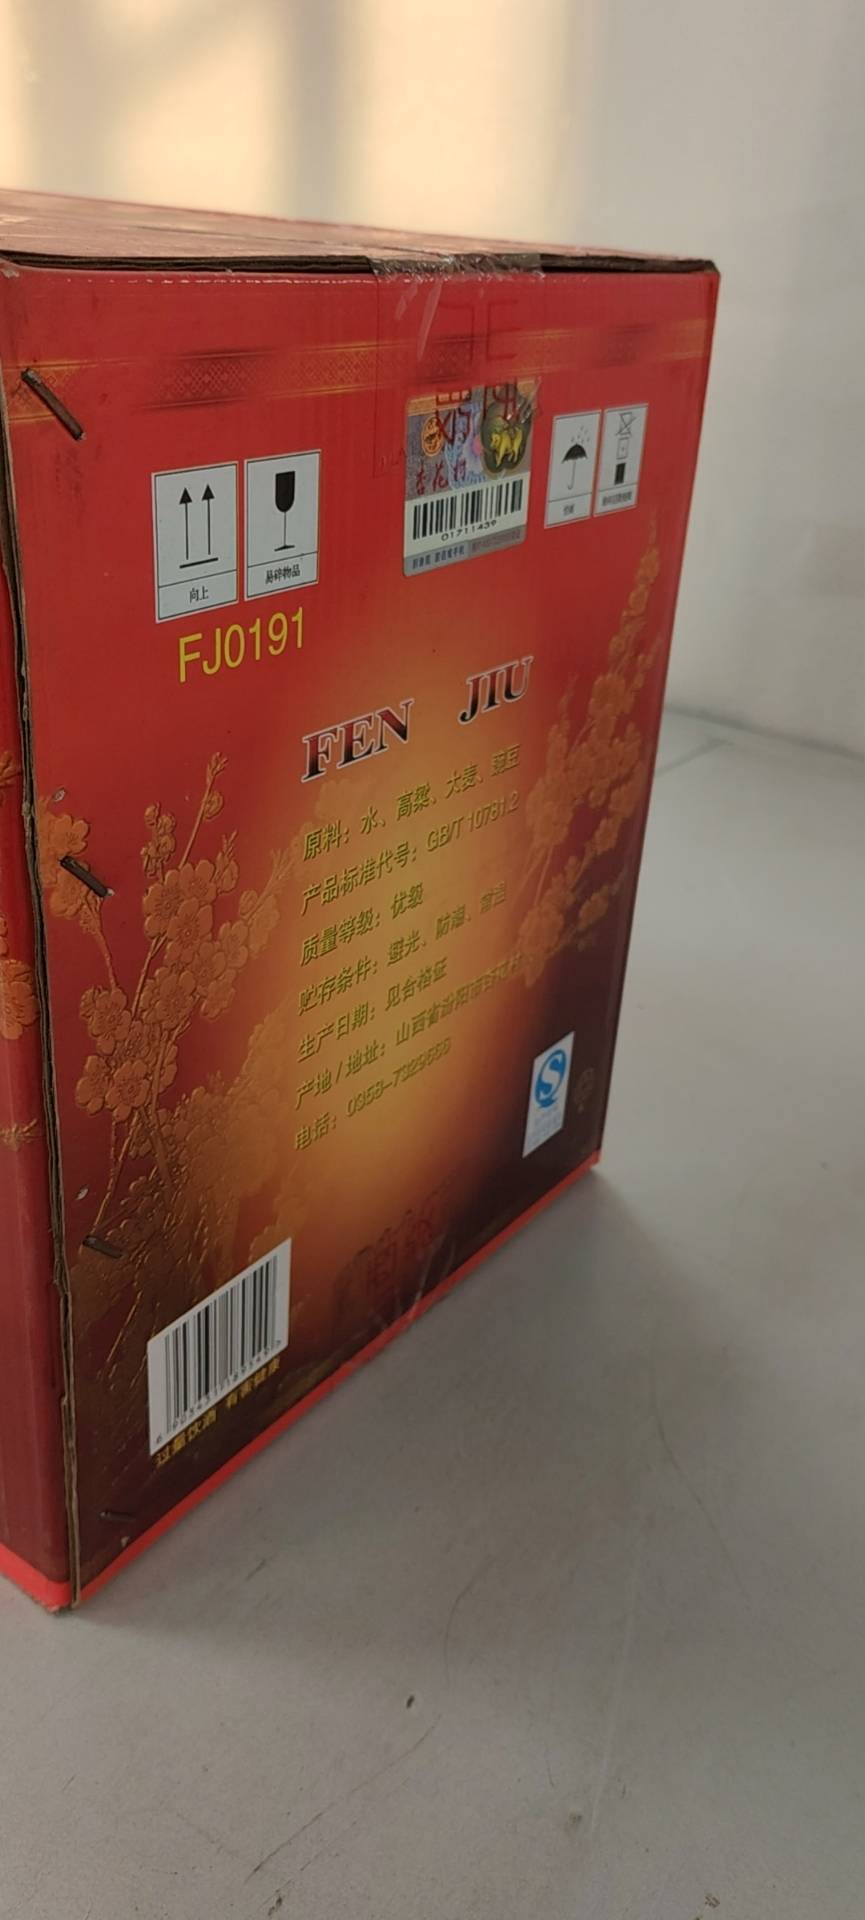 杏花村
01711439
向上
易碎物品
FJ0191
FEN JIU
原料：水、高粱、大麦、豌豆
产品标准代号：GB/T 10781.2
质量等级：优级
贮存条件：避光、防潮、常温
生产日期：见合格证
产地/地址：山西省汾阳市杏花村
电话：0358-7329666
过量饮酒 有害健康